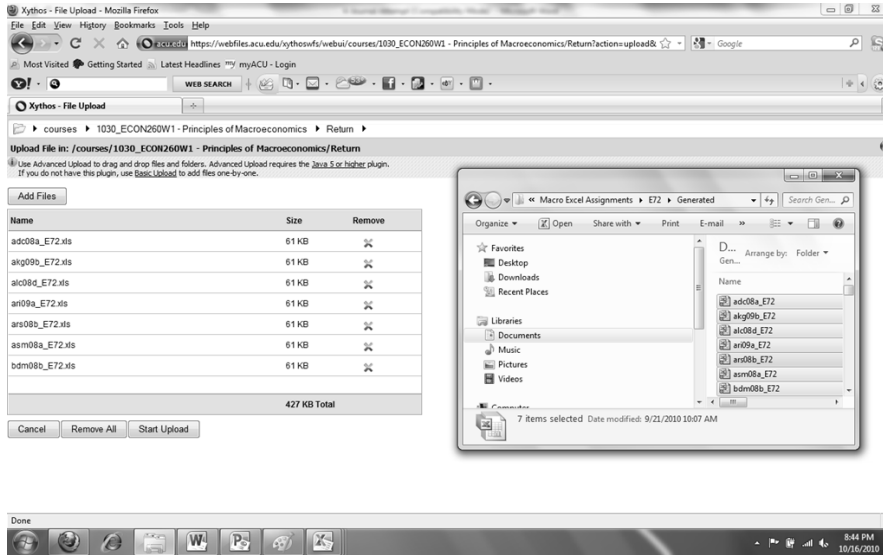 Xythos - File Upload - Mozilla Firefox
File Edit View History Bookmarks Tools Help
acu.edu https://webfiles.acu.edu/xythoswfs/webui/courses/1030_ECON260W1 - Principles of Macroeconomics/Return?action=upload& Google
Most Visited Getting Started Latest Headlines myACU - Login
WEB SEARCH
Xythos - File Upload
courses 1030_ECON260W1 - Principles of Macroeconomics Return
Upload File in: /courses/1030_ECON260W1 - Principles of Macroeconomics/Return
Use Advanced Upload to drag and drop files and folders. Advanced Upload requires the Java 5 or higher plugin.
If you do not have this plugin, use Basic Upload to add files one-by-one.
Add Files
Name Size Remove
adc08a_E72.xls 61 KB
akg09b_E72.xls 61 KB
alc08d_E72.xls 61 KB
ari09a_E72.xls 61 KB
ars08b_E72.xls 61 KB
asm08a_E72.xls 61 KB
bdm08b_E72.xls 61 KB
427 KB Total
Cancel Remove All Start Upload
« Macro Excel Assignments E72 Generated Search Gen...
Organize Open Share with Print E-mail »
Favorites
Desktop
Downloads
Recent Places
Libraries
Documents
Music
Pictures
Videos
Computer
D...
Gen...
Arrange by: Folder
Name
adc08a_E72
akg09b_E72
alc08d_E72
ari09a_E72
ars08b_E72
asm08a_E72
bdm08b_E72
7 items selected Date modified: 9/21/2010 10:07 AM
Done
8:44 PM
10/16/2010